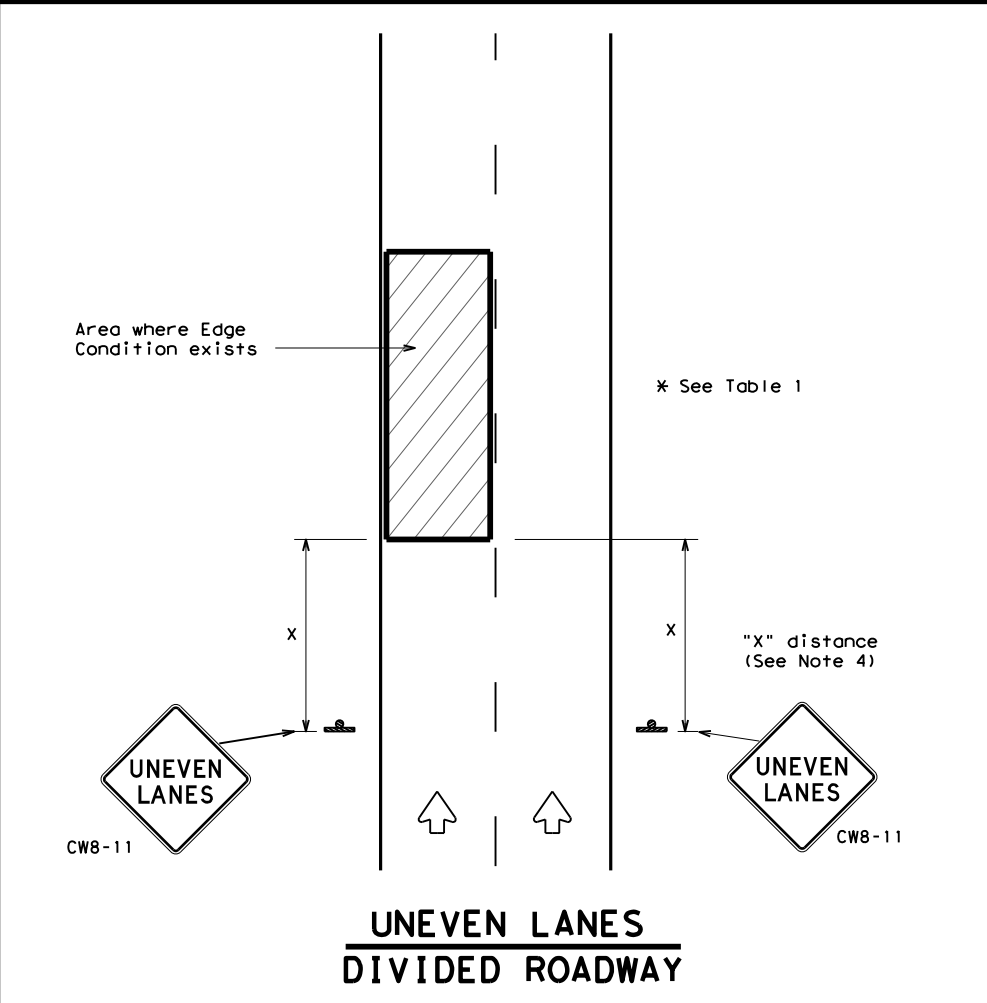 Area where Edge
Condition exists
* See Table 1
X
X
"X" distance
(See Note 4)
UNEVEN
LANES
CW8-11
UNEVEN
LANES
CW8-11
UNEVEN LANES
DIVIDED ROADWAY